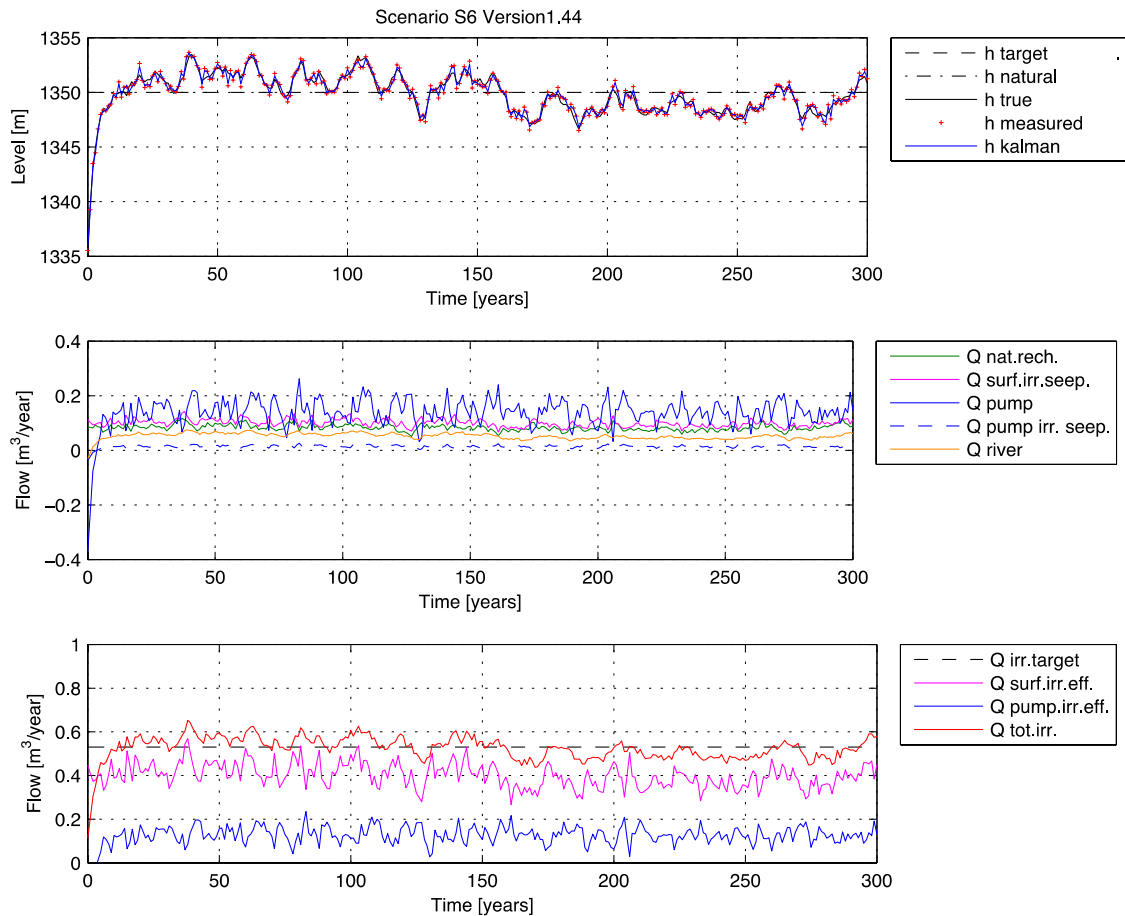 Scenario S6 Version1.44
1355
1350
1345
1340
1335
Level [m]
0 50 100 150 200 250 300
Time [years]
h target
h natural
h true
h measured
h kalman
0.4
0.2
0
−0.2
−0.4
Flow [m³/year]
0 50 100 150 200 250 300
Time [years]
Q nat.rech.
Q surf.irr.seep.
Q pump
Q pump irr. seep.
Q river
1
0.8
0.6
0.4
0.2
0
Flow [m³/year]
0 50 100 150 200 250 300
Time [years]
Q irr.target
Q surf.irr.eff.
Q pump.irr.eff.
Q tot.irr.